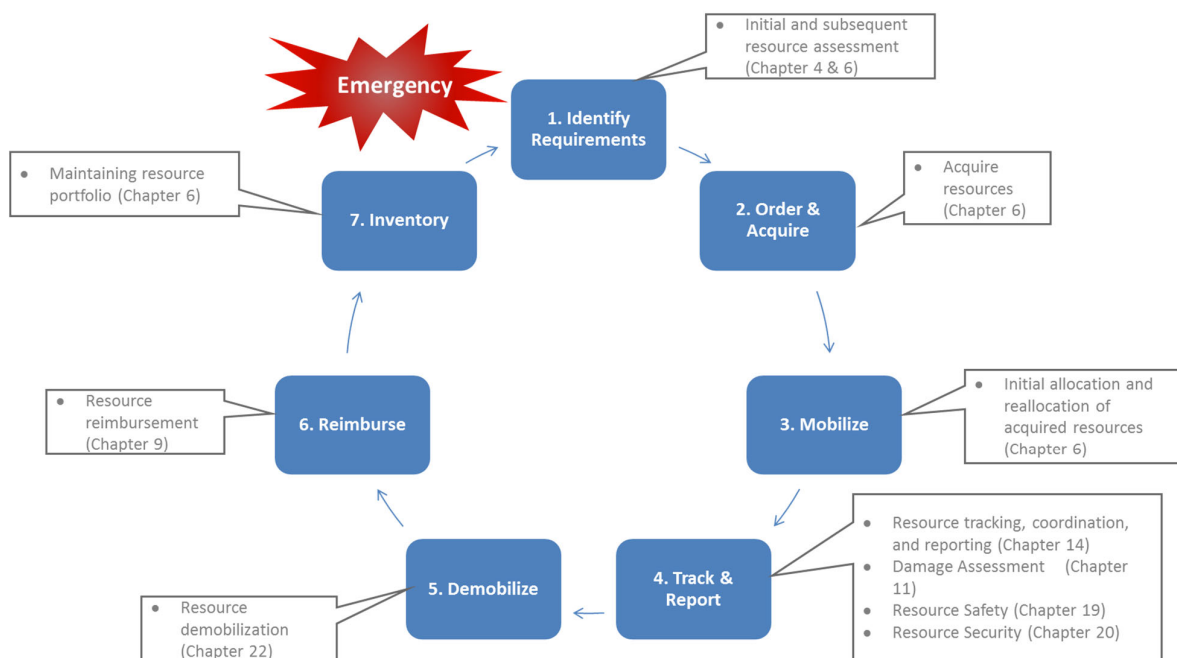 Emergency
1. Identify
Requirements
• Initial and subsequent
resource assessment
(Chapter 4 & 6)
2. Order &
Acquire
• Acquire
resources
(Chapter 6)
3. Mobilize
• Initial allocation and
reallocation of
acquired resources
(Chapter 6)
4. Track &
Report
• Resource tracking, coordination,
and reporting (Chapter 14)
• Damage Assessment (Chapter
11)
• Resource Safety (Chapter 19)
• Resource Security (Chapter 20)
5. Demobilize
• Resource
demobilization
(Chapter 22)
6. Reimburse
• Resource
reimbursement
(Chapter 9)
7. Inventory
• Maintaining resource
portfolio (Chapter 6)